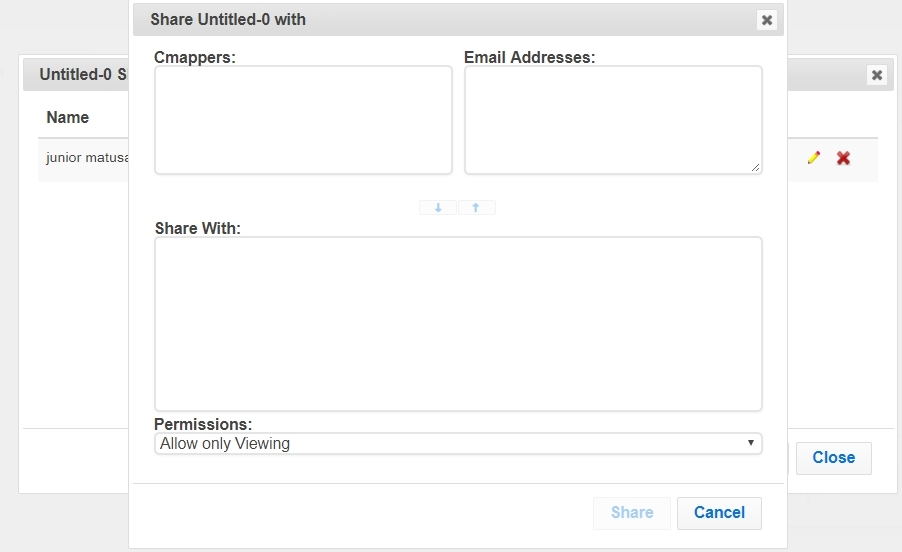 Share Untitled-0 with
Untitled-0 S
Cmappers:
Email Addresses:
Name
junior matusa
Share With:
Permissions:
Allow only Viewing
Close
Share
Cancel